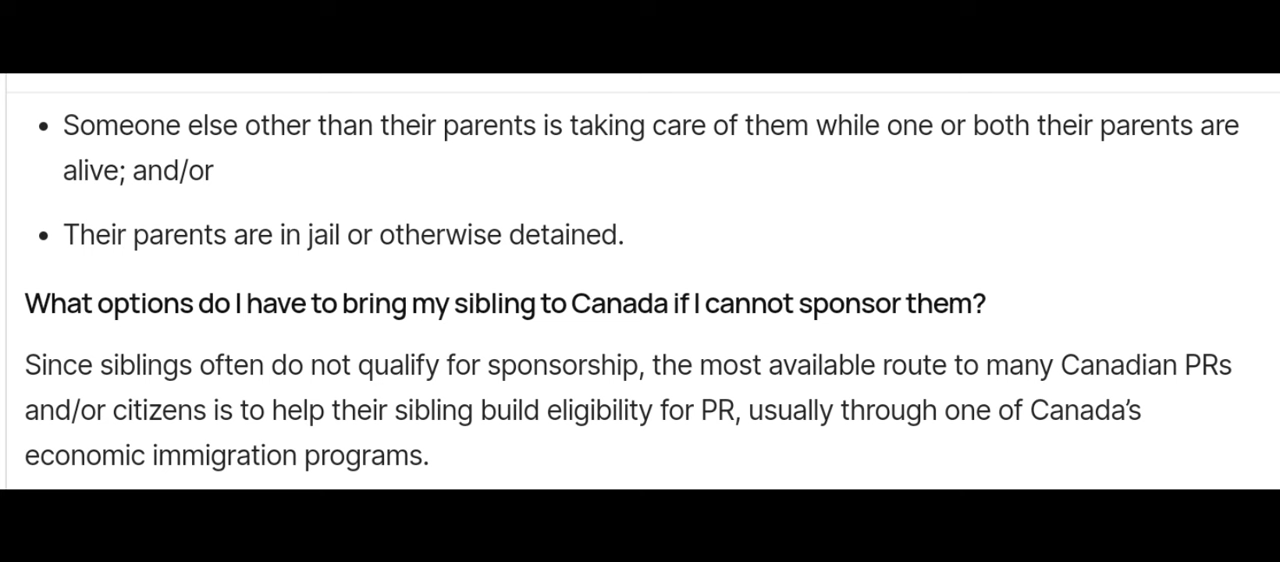 • Someone else other than their parents is taking care of them while one or both their parents are
alive; and/or
• Their parents are in jail or otherwise detained.
What options do I have to bring my sibling to Canada if I cannot sponsor them?
Since siblings often do not qualify for sponsorship, the most available route to many Canadian PRs
and/or citizens is to help their sibling build eligibility for PR, usually through one of Canada’s
economic immigration programs.